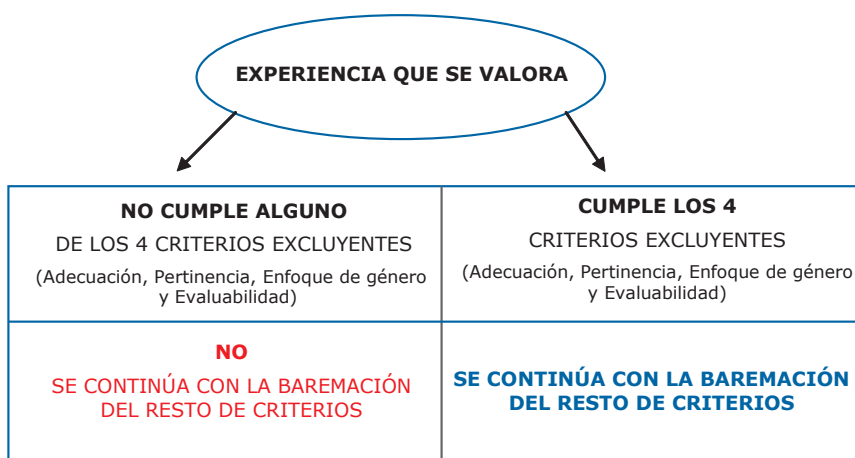 EXPERIENCIA QUE SE VALORA
NO CUMPLE ALGUNO
DE LOS 4 CRITERIOS EXCLUYENTES
(Adecuación, Pertinencia, Enfoque de género
y Evaluabilidad)
CUMPLE LOS 4
CRITERIOS EXCLUYENTES
(Adecuación, Pertinencia, Enfoque de género
y Evaluabilidad)
NO
SE CONTINÚA CON LA BAREMACIÓN
DEL RESTO DE CRITERIOS
SE CONTINÚA CON LA BAREMACIÓN
DEL RESTO DE CRITERIOS